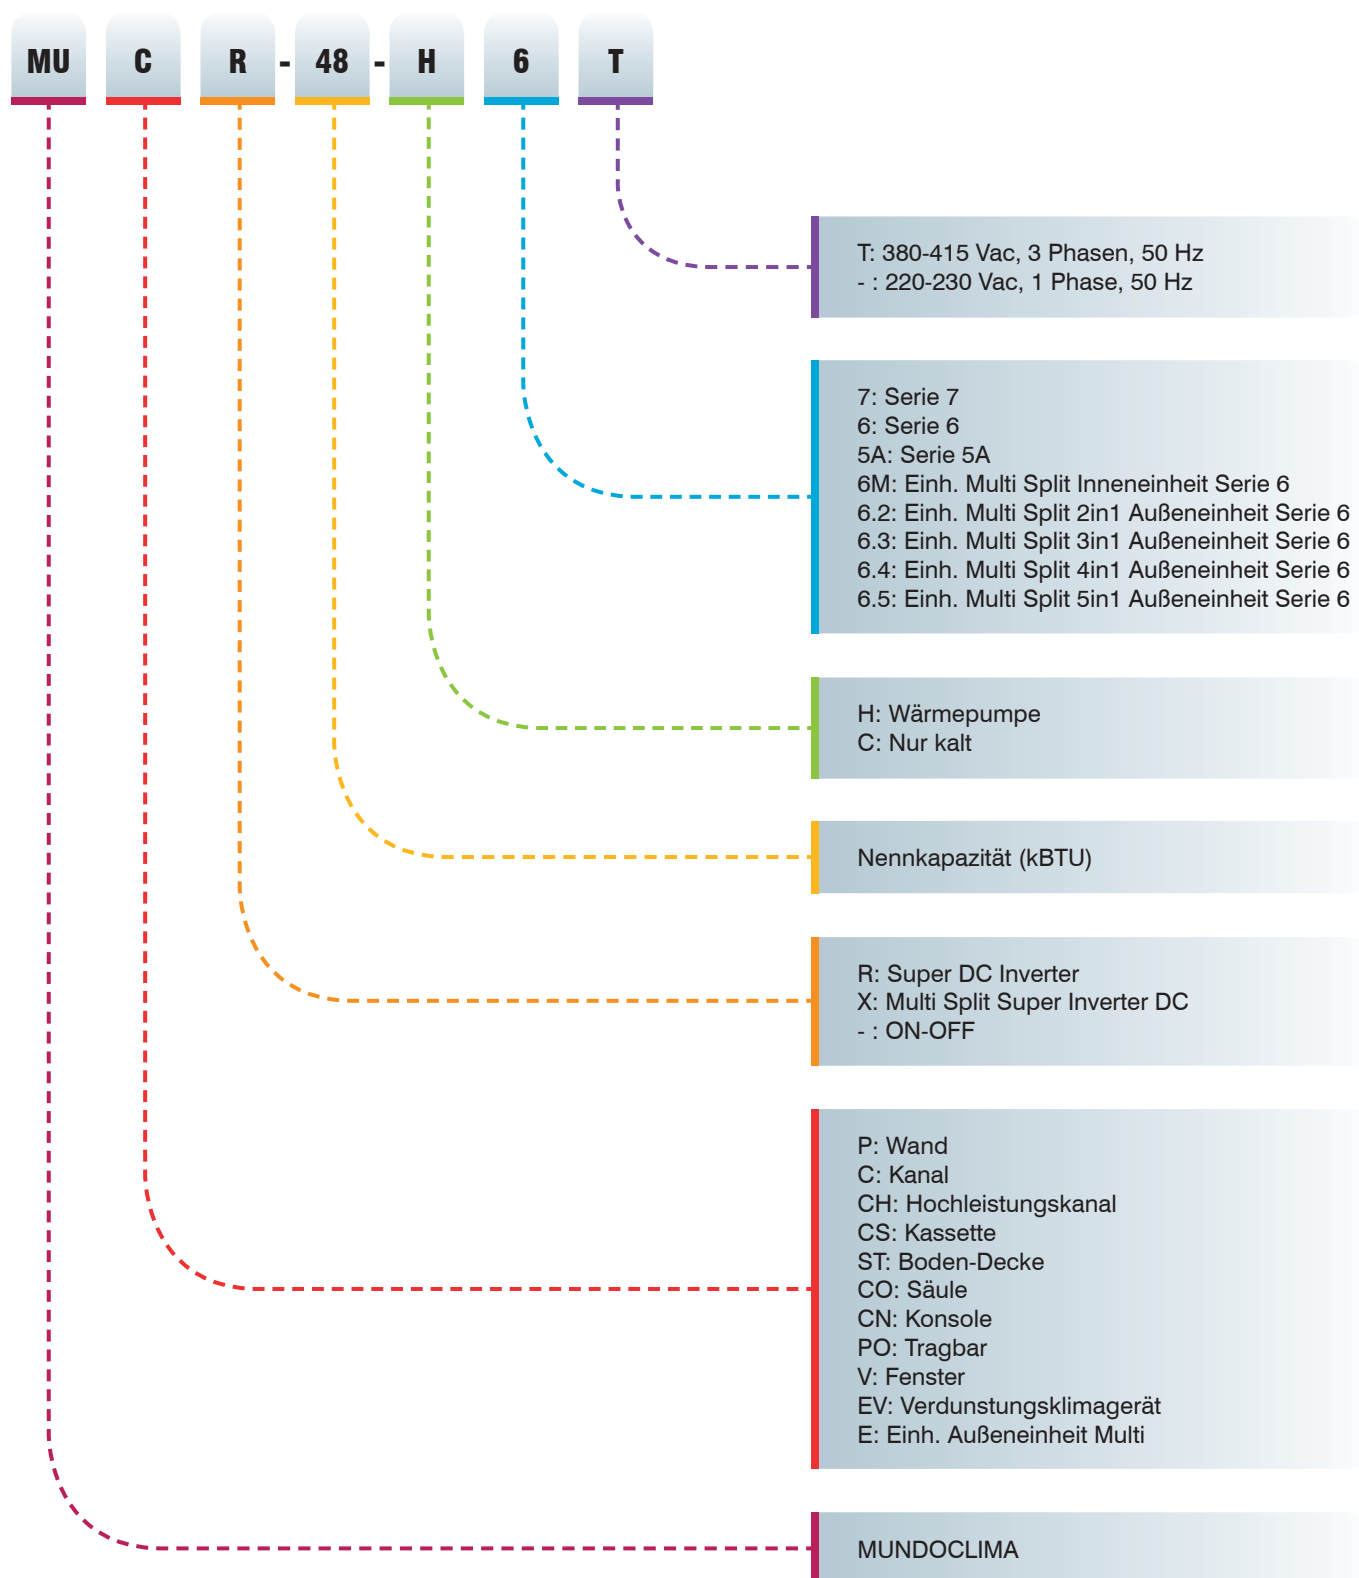 MU C R - 48 - H 6 T
T: 380-415 Vac, 3 Phasen, 50 Hz
- : 220-230 Vac, 1 Phase, 50 Hz
7: Serie 7
6: Serie 6
5A: Serie 5A
6M: Einh. Multi Split Inneneinheit Serie 6
6.2: Einh. Multi Split 2in1 Außeneinheit Serie 6
6.3: Einh. Multi Split 3in1 Außeneinheit Serie 6
6.4: Einh. Multi Split 4in1 Außeneinheit Serie 6
6.5: Einh. Multi Split 5in1 Außeneinheit Serie 6
H: Wärmepumpe
C: Nur kalt
Nennkapazität (kBTU)
R: Super DC Inverter
X: Multi Split Super Inverter DC
- : ON-OFF
P: Wand
C: Kanal
CH: Hochleistungskanal
CS: Kassette
ST: Boden-Decke
CO: Säule
CN: Konsole
PO: Tragbar
V: Fenster
EV: Verdunstungsklimagerät
E: Einh. Außeneinheit Multi
MUNDOCLIMA